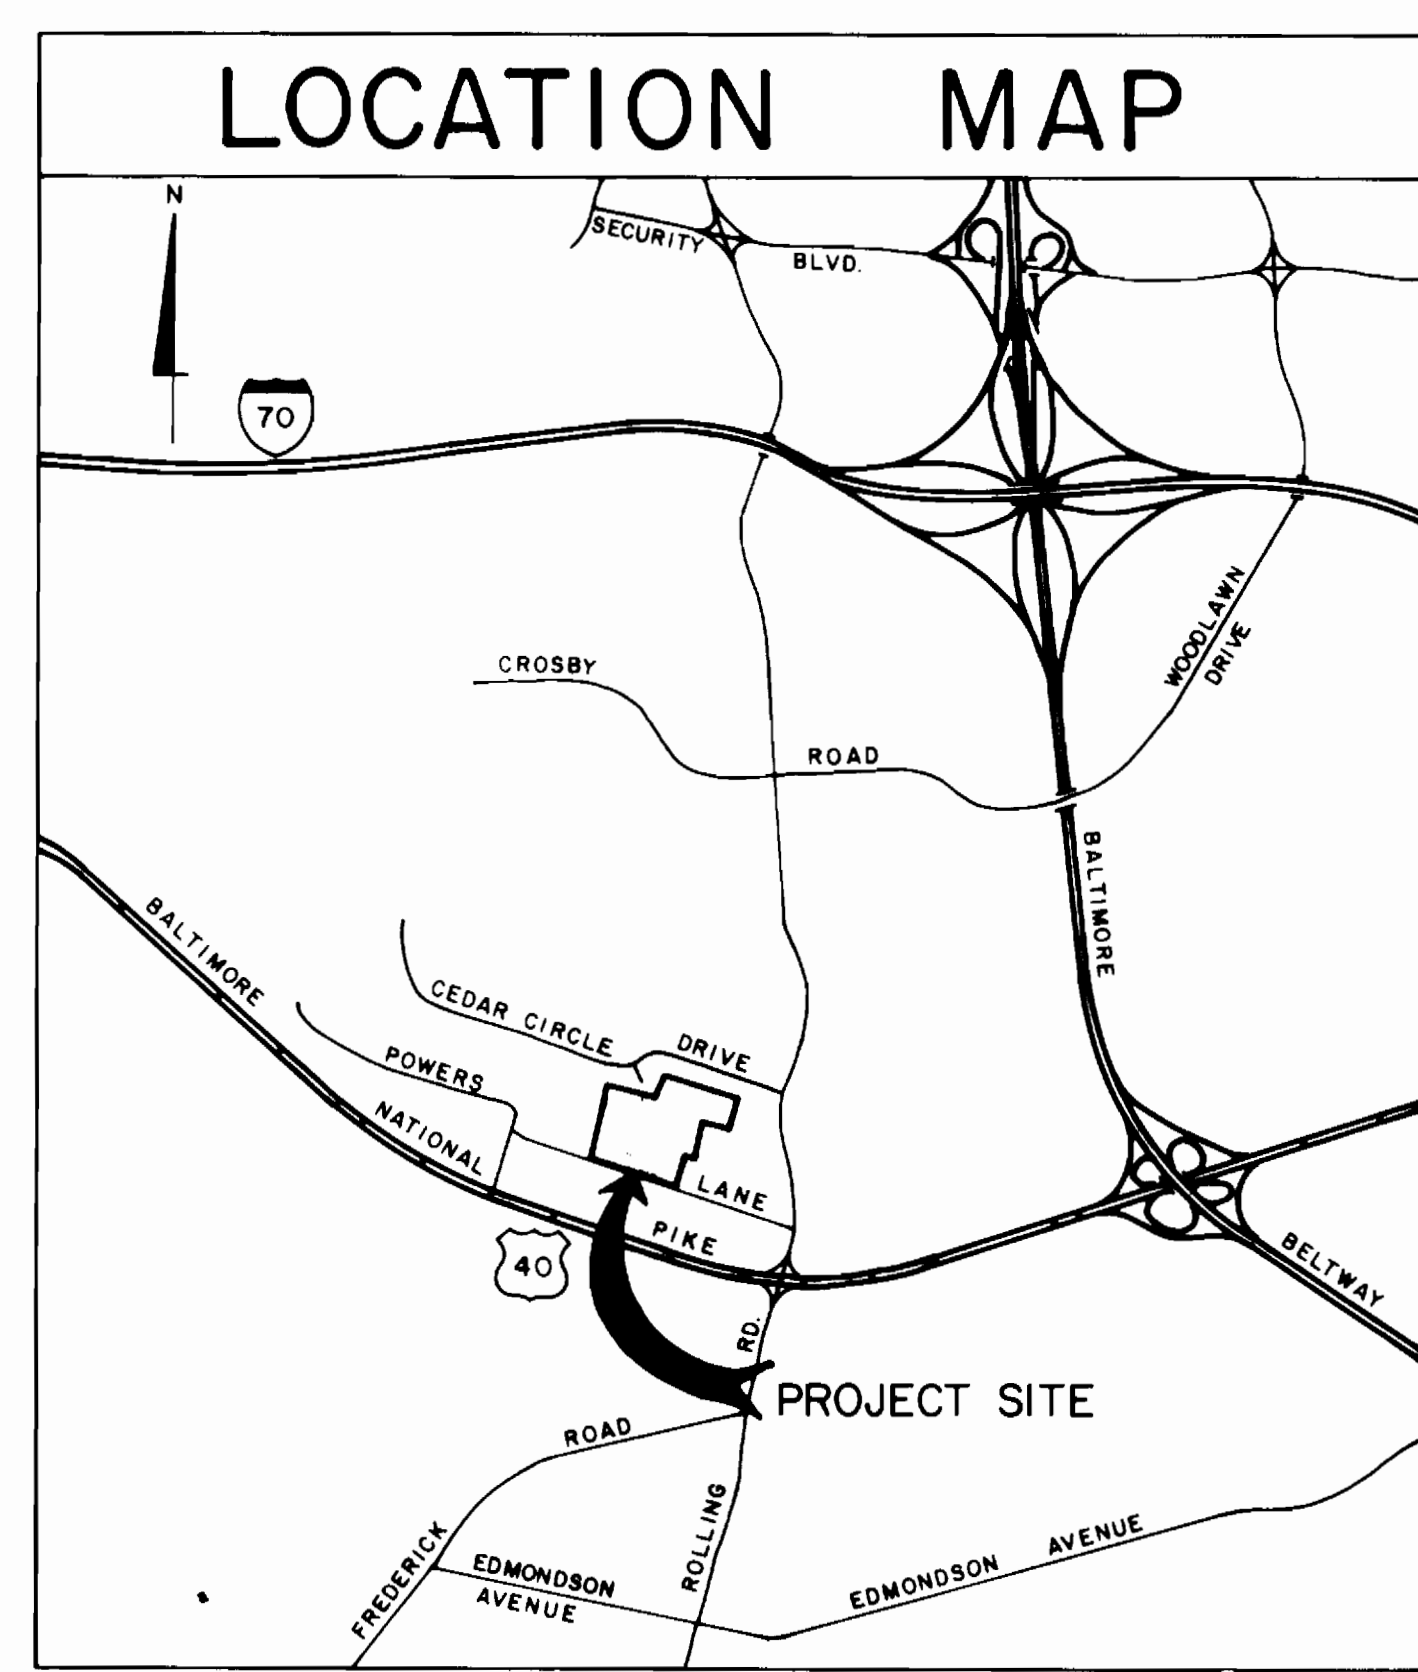 LOCATION MAP
N
SECURITY BLVD.
70
WOODLAWN
DRIVE
CROSBY ROAD
BALTIMORE
BALTIMORE
CEDAR CIRCLE DRIVE
POWERS
NATIONAL
LANE
PIKE
40
BELTWAY
RD.
PROJECT SITE
ROAD
ROLLING
FREDERICK
EDMONDSON
AVENUE
EDMONDSON AVENUE